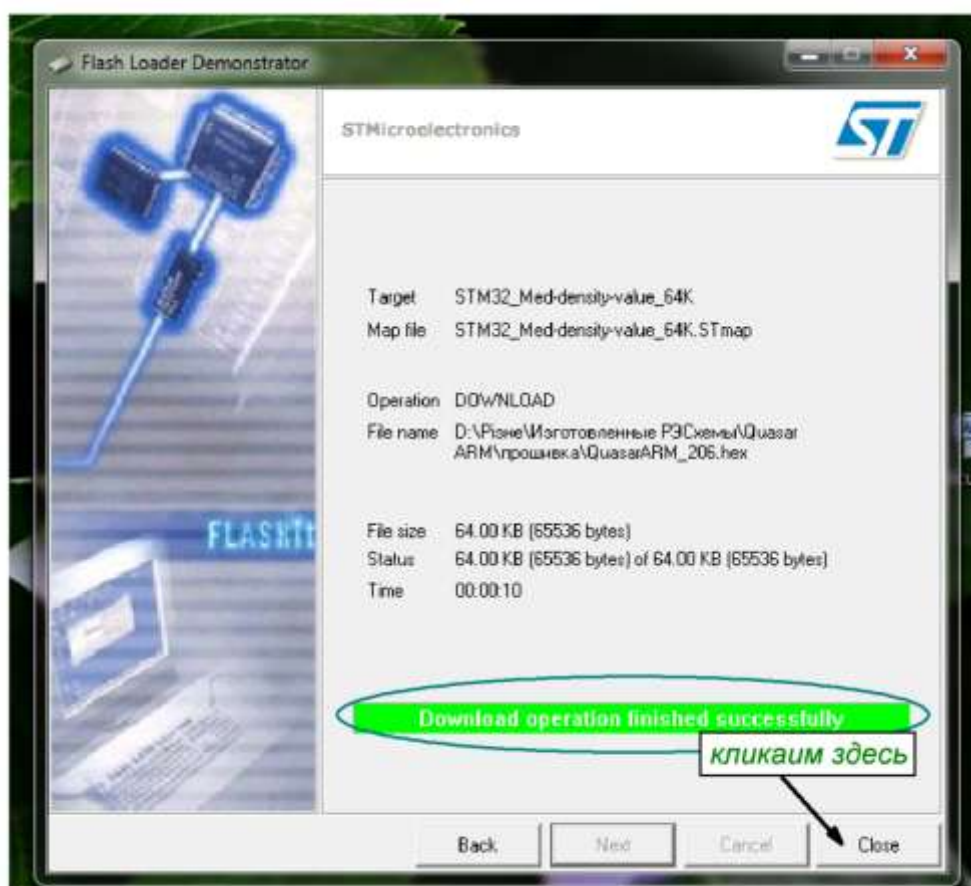 Flash Loader Demonstrator
STMicroelectronics
ST
Target STM32_Med-density-value_64K
Map file STM32_Med-density-value_64K.STmap
Operation DOWNLOAD
File name D:\Різне\Изготовленные РЭСхемы\Quasar
ARM\прошивка\QuasarARM_206.hex
FLASHIt
File size 64.00 KB (65536 bytes)
Status 64.00 KB (65536 bytes) of 64.00 KB (65536 bytes)
Time 00:00:10
Download operation finished successfully
кликаим здесь
Back Next Cancel Close